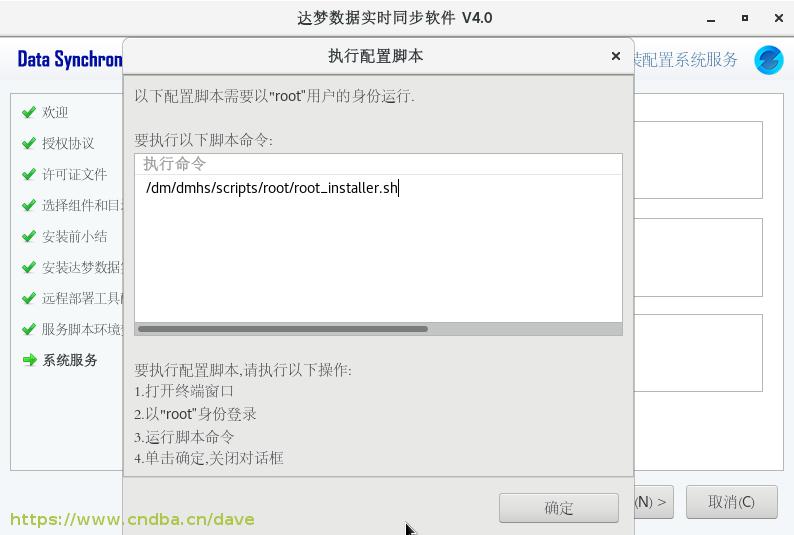 达梦数据实时同步软件 V4.0
Data Synchron
装配置系统服务
执行配置脚本
以下配置脚本需要以"root"用户的身份运行.
要执行以下脚本命令:
执行命令
/dm/dmhs/scripts/root/root_installer.sh
要执行配置脚本,请执行以下操作:
1.打开终端窗口
2.以"root"身份登录
3.运行脚本命令
4.单击确定,关闭对话框
确定
欢迎
授权协议
许可证文件
选择组件和目
安装前小结
安装达梦数据
远程部署工具
服务脚本环境
系统服务
(N) >
取消(C)
https://www.cndba.cn/dave